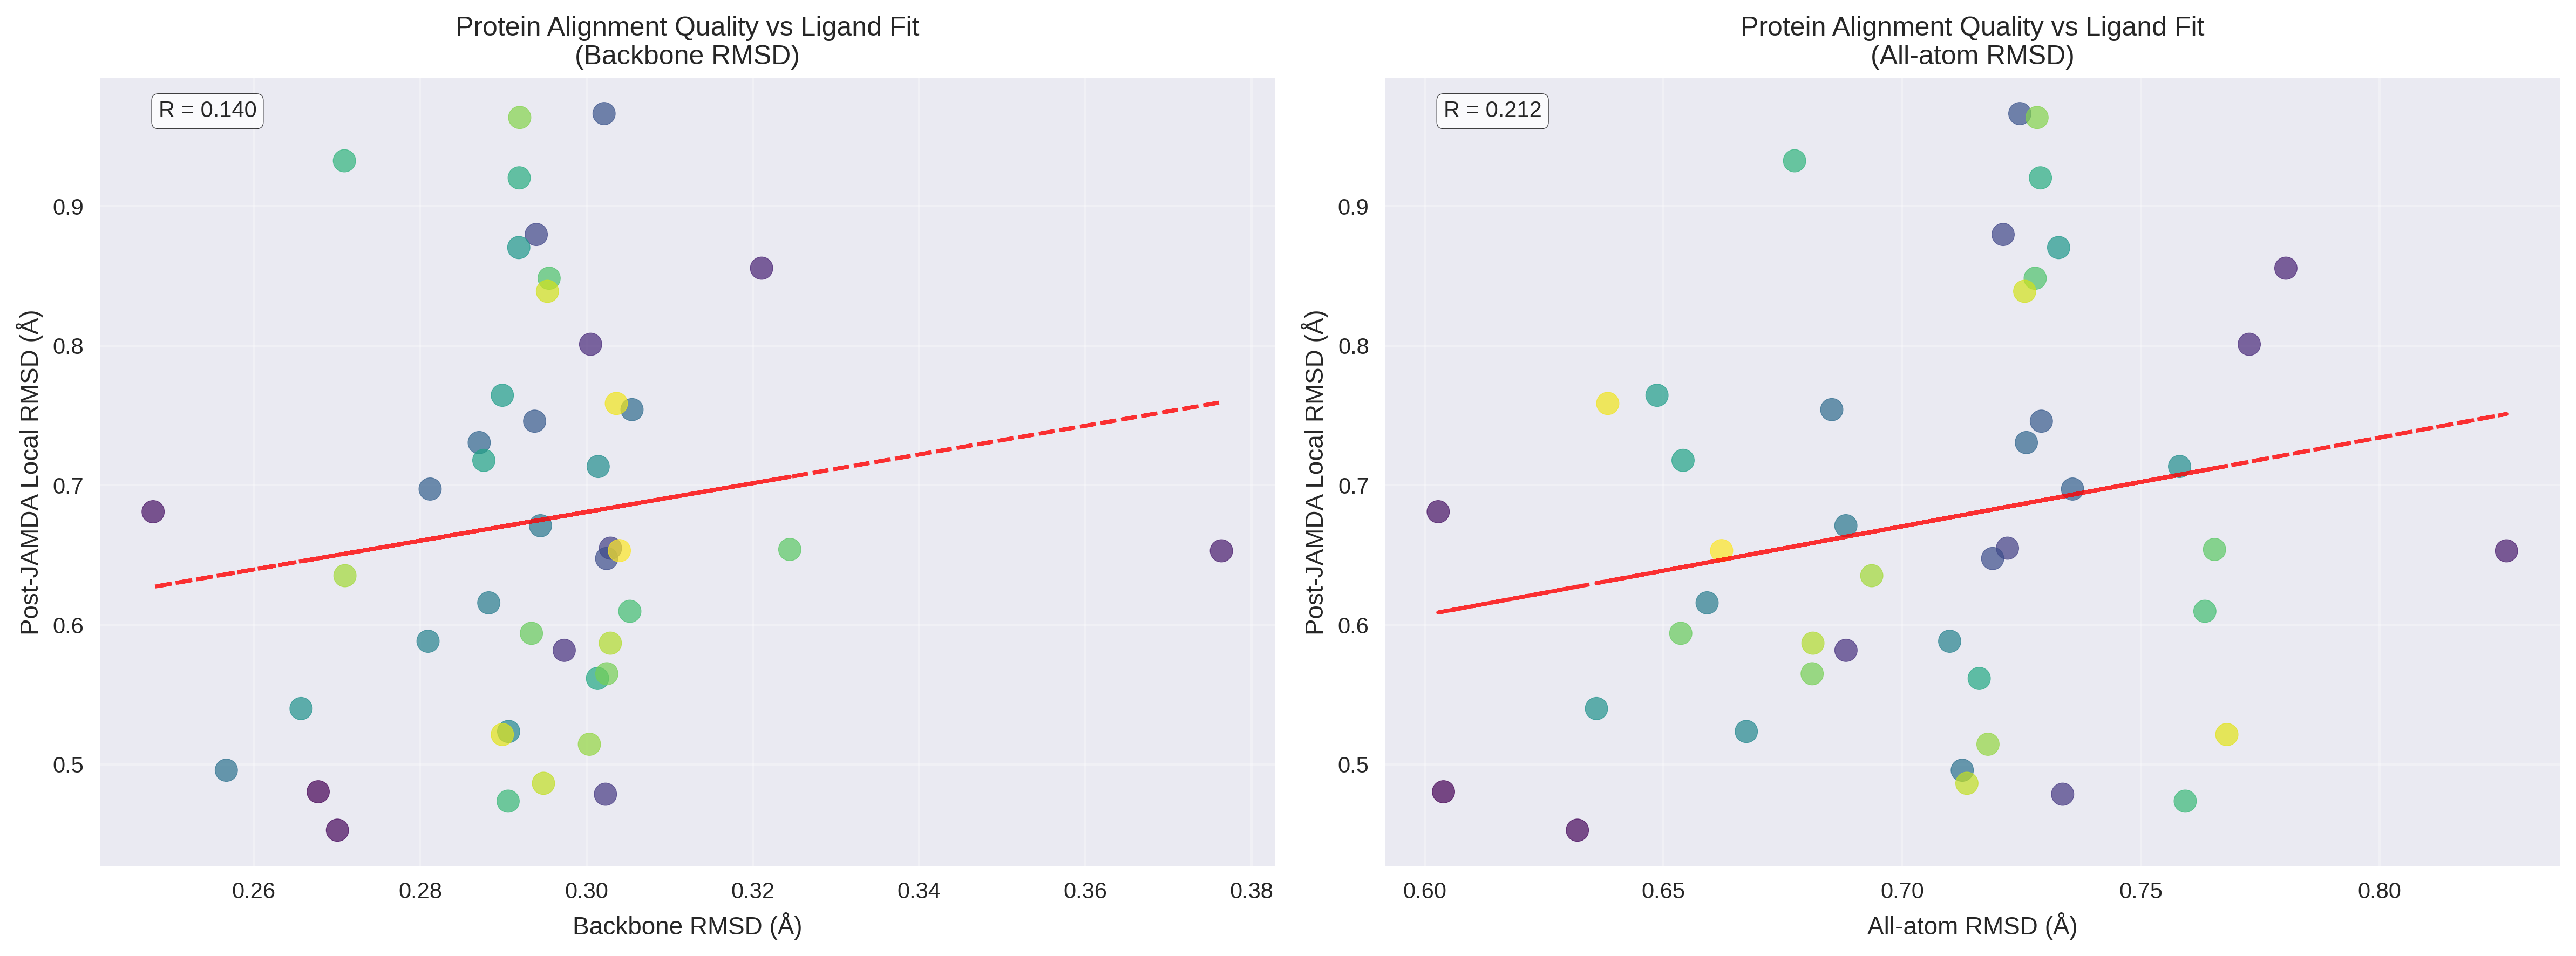 Protein Alignment Quality vs Ligand Fit
(Backbone RMSD)
R = 0.140
Post-JAMDA Local RMSD (Å)
0.9
0.8
0.7
0.6
0.5
0.26
0.28
0.30
0.32
0.34
0.36
0.38
Backbone RMSD (Å)
Protein Alignment Quality vs Ligand Fit
(All-atom RMSD)
R = 0.212
Post-JAMDA Local RMSD (Å)
0.9
0.8
0.7
0.6
0.5
0.60
0.65
0.70
0.75
0.80
All-atom RMSD (Å)